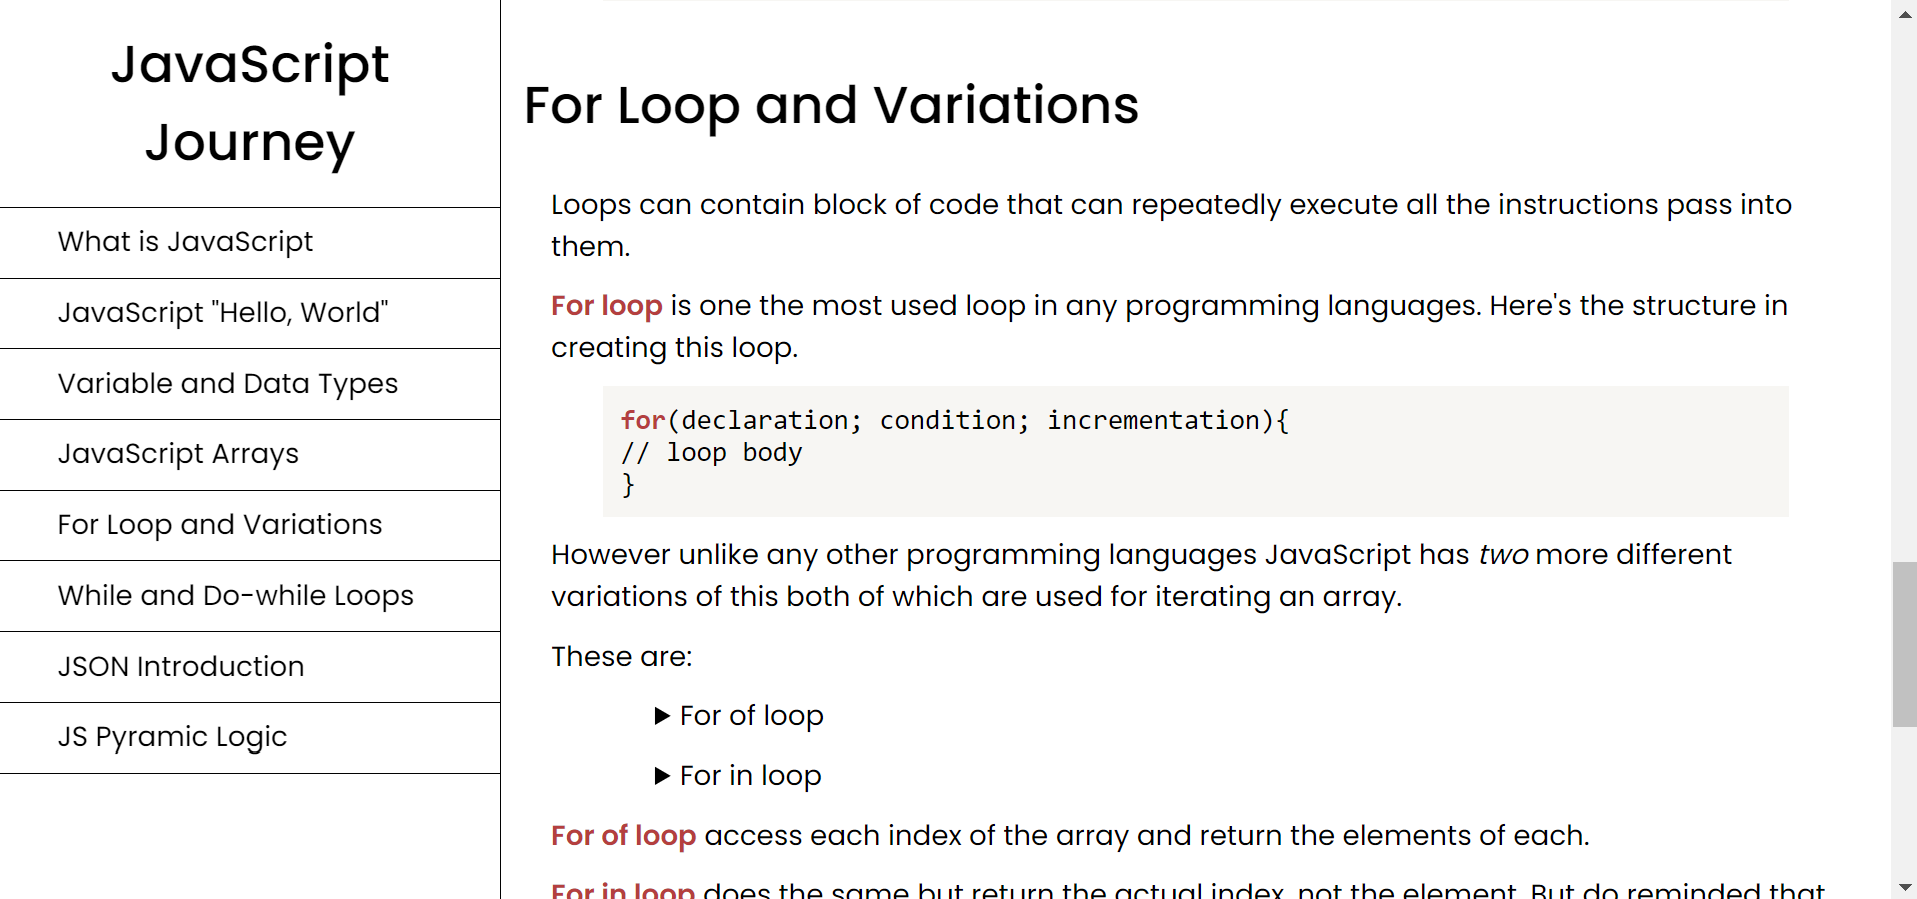 JavaScript
Journey
What is JavaScript
JavaScript "Hello, World"
Variable and Data Types
JavaScript Arrays
For Loop and Variations
While and Do-while Loops
JSON Introduction
JS Pyramic Logic
For Loop and Variations
Loops can contain block of code that can repeatedly execute all the instructions pass into
them.
For loop is one the most used loop in any programming languages. Here's the structure in
creating this loop.
for(declaration; condition; incrementation){
// loop body
}
However unlike any other programming languages JavaScript has two more different
variations of this both of which are used for iterating an array.
These are:
For of loop
For in loop
For of loop access each index of the array and return the elements of each.
For in loop does the same but return the actual index, not the element. But do reminded that